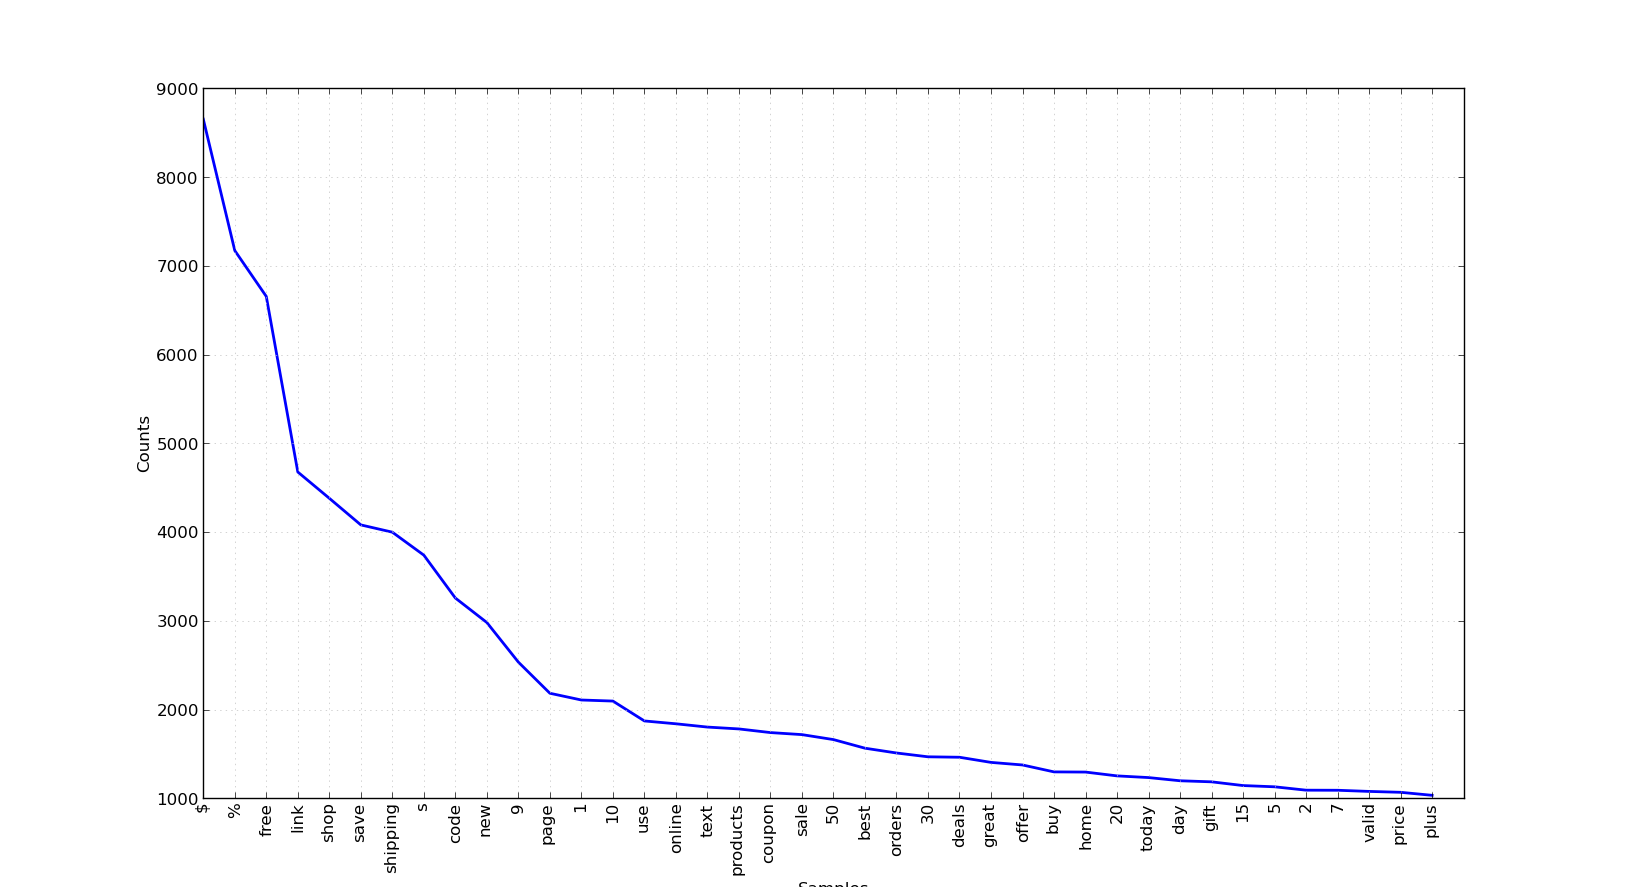 9000
8000
7000
6000
5000
4000
3000
2000
1000
Counts
$
%
free
link
shop
save
shipping
s
code
new
9
page
1
10
use
online
text
products
coupon
sale
50
best
orders
30
deals
great
offer
buy
home
20
today
day
gift
15
5
2
7
valid
price
plus
Samples